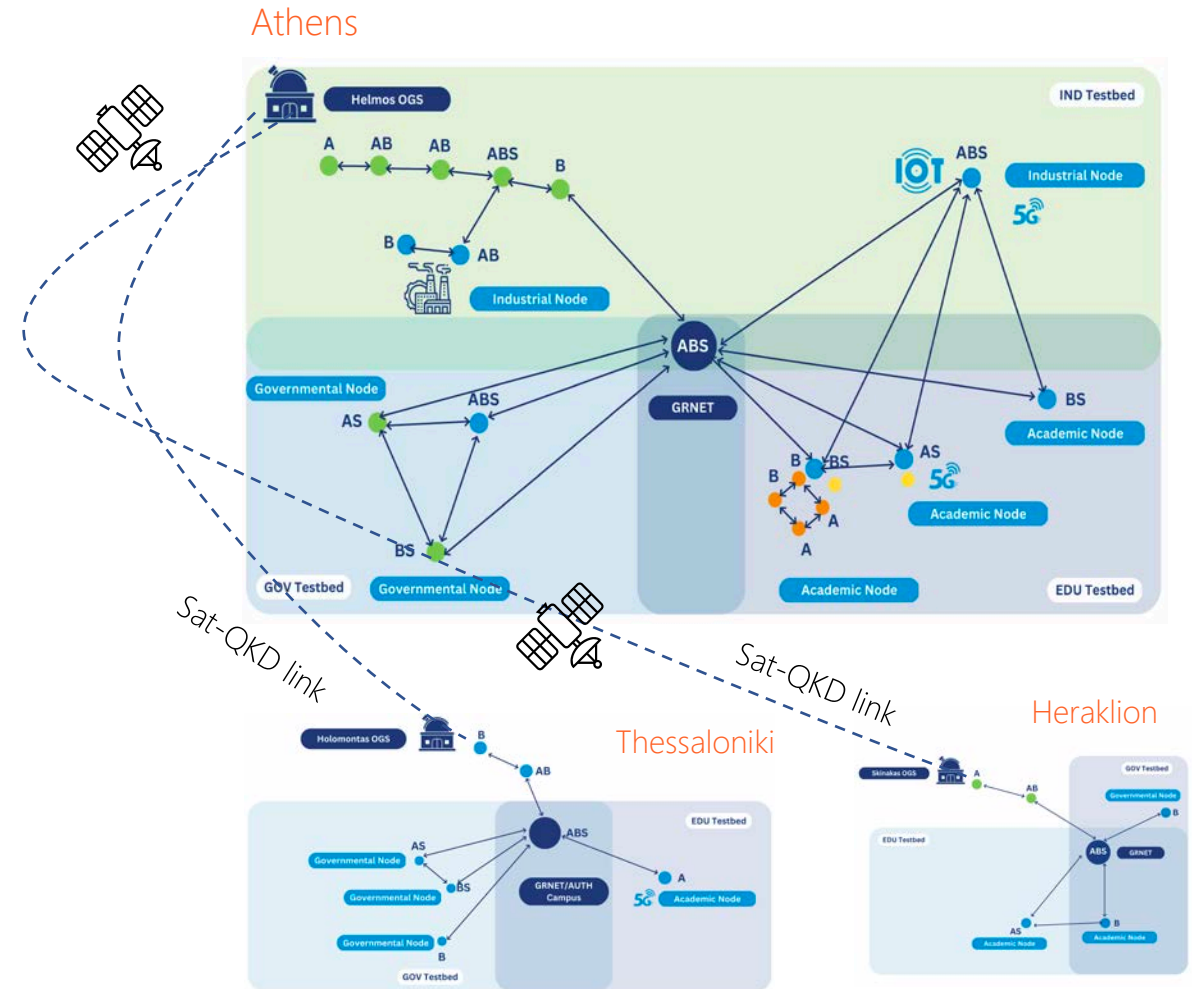 Athens
Helmos OGS
IND Testbed
A
AB
AB
ABS
B
IOT
ABS
Industrial Node
5G
B
AB
Industrial Node
ABS
GRNET
Governmental Node
AS
ABS
BS
Academic Node
B
BS
AS
5G
B
A
A
Academic Node
BS
GOV Testbed
Governmental Node
Academic Node
EDU Testbed
Sat-QKD link
Sat-QKD link
Thessaloniki
Holomontas OGS
B
AB
ABS
EDU Testbed
AS
Governmental Node
BS
Governmental Node
GRNET/AUTH
Campus
A
5G
Academic Node
Governmental Node
B
GOV Testbed
Heraklion
Skinakas OGS
A
AB
GOV Testbed
Governmental Node
B
EDU Testbed
ABS
GRNET
AS
B
Academic Node
Academic Node